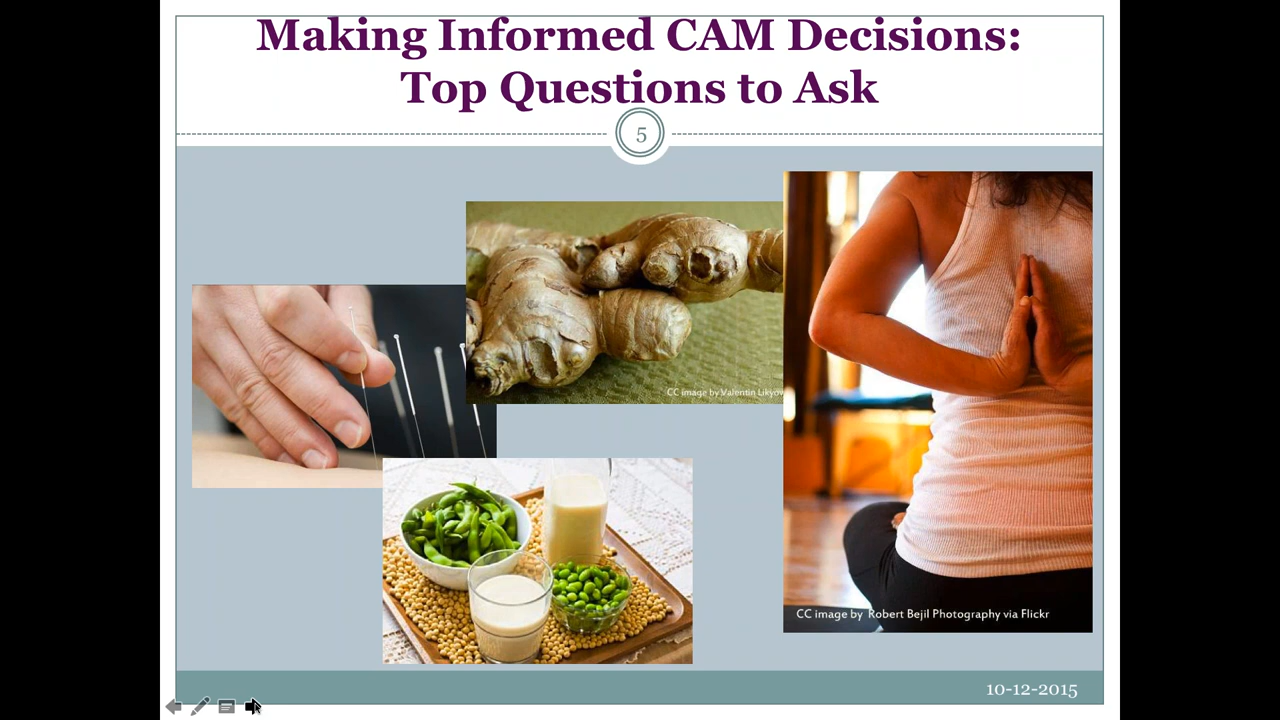 Making Informed CAM Decisions:
Top Questions to Ask
5
CC image by Valentin Likyov
CC image by Robert Bejil Photography via Flickr
10-12-2015